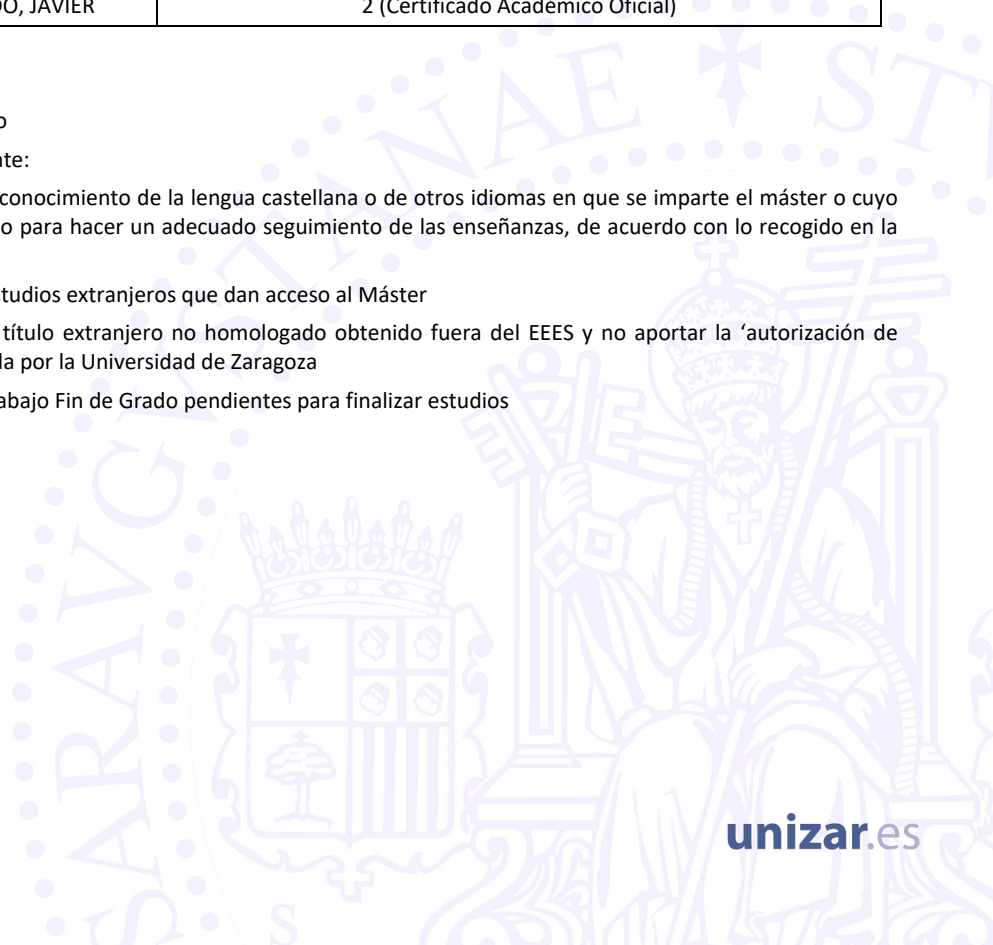 DO, JAVIER 2 (Certificado Académico Oficial)
o
nte:
conocimiento de la lengua castellana o de otros idiomas en que se imparte el máster o cuyo
o para hacer un adecuado seguimiento de las enseñanzas, de acuerdo con lo recogido en la
studios extranjeros que dan acceso al Máster
título extranjero no homologado obtenido fuera del EEES y no aportar la ‘autorización de
da por la Universidad de Zaragoza
abajo Fin de Grado pendientes para finalizar estudios
SARAVGVSTANAE ST
S
unizar.es